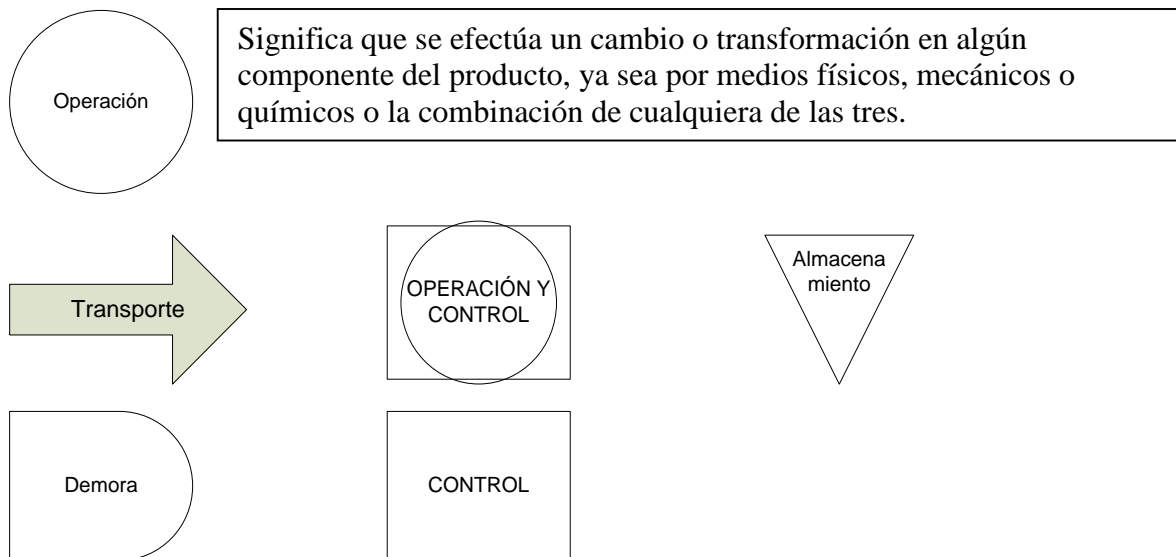 Operación
Significa que se efectúa un cambio o transformación en algún
componente del producto, ya sea por medios físicos, mecánicos o
químicos o la combinación de cualquiera de las tres.
Transporte
OPERACIÓN Y
CONTROL
Almacena
miento
Demora
CONTROL